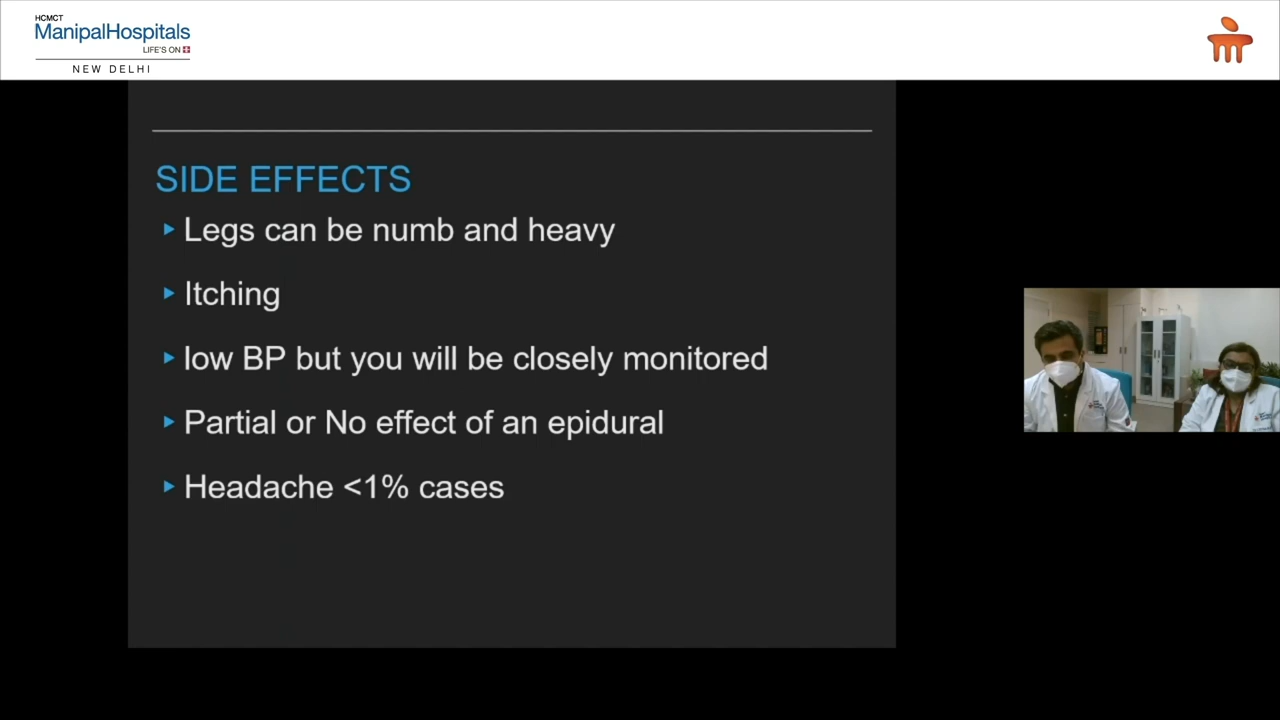 HCMCT
ManipalHospitals
LIFE'S ON
NEW DELHI
SIDE EFFECTS
Legs can be numb and heavy
Itching
low BP but you will be closely monitored
Partial or No effect of an epidural
Headache <1% cases